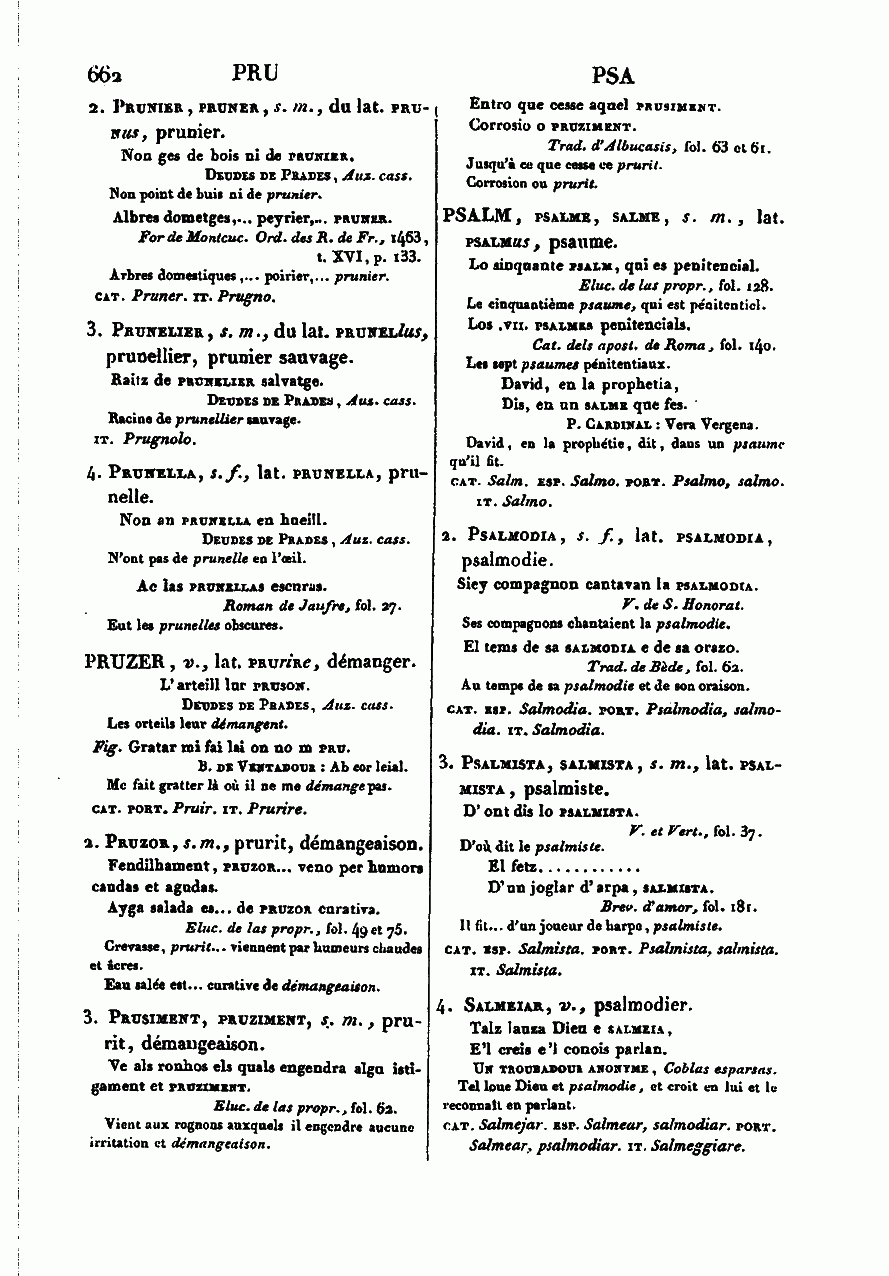 662 PRU PSA
2. PRUNIER, PRUNER, s. m., du lat. PRU-
NUS, prunier.
Non ges de bois ni de PRUNIER.
DEUDES DE PRADES, Auz. cass.
Non point de buis ni de prunier.
Albres dometges,... peyrier,... PRUNER.
For de Montcuc. Ord. des R. de Fr., 1463,
t. XVI, p. 133.
Arbres domestiques,... poirier,... prunier.
CAT. Pruner. IT. Prugno.
3. PRUNELIER, s. m., du lat. PRUNELlus,
prunellier, prunier sauvage.
Raitz de PRUNELIER salvatge.
DEUDES DE PRADES, Auz. cass.
Racine de prunellier sauvage.
IT. Prugnolo.
4. PRUNELLA, s. f., lat. PRUNELLA, pru-
nelle.
Non an PRUNELLA en hueill.
DEUDES DE PRADES, Auz. cass.
N'ont pas de prunelle en l'œil.
Ac las PRUNELLAS escuras.
Roman de Jaufre, fol. 27.
Eut les prunelles obscures.
PRUZER, v., lat. PRUrire, démanger.
L'arteill lur PRUSON.
DEUDES DE PRADES, Auz. cass.
Les orteils leur démangent.
Fig. Gratar mi fai lai on no m PRU.
B. DE VENTADOUR : Ab cor leial.
Me fait gratter là où il ne me démange pas.
CAT. PORT. Pruir. IT. Prurire.
2. PRUZOR, s. m., prurit, démangeaison.
Fendilhament, PRUZOR... veno per humors
caudas et agudas.
Ayga salada es... de PRUZOR curativa.
Eluc. de las propr., fol. 49 et 75.
Crevasse, prurit... viennent par humeurs chaudes
et âcres.
Eau salée est... curative de démangeaison.
3. PRUSIMENT, PRUZIMENT, s. m., pru-
rit, démangeaison.
Ve als ronhos els quals engendra algu isti-
gament et PRUZIMENT.
Eluc. de las propr., fol. 62.
Vient aux rognons auxquels il engendre aucune
irritation et démangeaison.
Entro que cesse aquel PRUSIMENT.
Corrosio o PRUZIMENT.
Trad. d'Albucasis, fol. 63 et 61.
Jusqu'à ce que cesse ce prurit.
Corrosion ou prurit.
PSALM, PSALME, SALME, s. m., lat.
PSALMus, psaume.
Lo sinquante PSALM, qui es penitencial.
Eluc. de las propr., fol. 128.
Le cinquantième psaume, qui est pénitentiel.
Los .VII. PSALMES penitencials.
Cat. dels apost. de Roma, fol. 140.
Les sept psaumes pénitentiaux.
David, en la prophetia,
Dis, en un SALME que fes.
P. CARDINAL : Vera Vergena.
David, en la prophétie, dit, dans un psaume
qu'il fit.
CAT. Salm. ESP. Salmo. PORT. Psalmo, salmo.
IT. Salmo.
2. PSALMODIA, s. f., lat. PSALMODIA,
psalmodie.
Siey compagnon cantavan la PSALMODIA.
V. de S. Honorat.
Ses compagnons chantaient la psalmodie.
El tems de sa SALMODIA e de sa orazo.
Trad. de Bède, fol. 62.
Au temps de sa psalmodie et de son oraison.
CAT. ESP. Salmodia. PORT. Psalmodia, salmo-
dia. IT. Salmodia.
3. PSALMISTA, SALMISTA, s. m., lat. PSAL-
MISTA, psalmiste.
D'ont dis lo PSALMISTA.
V. et Vert., fol. 37.
D'où dit le psalmiste.
El fetz............
D'un joglar d'arpa, SALMISTA.
Brev. d'amor, fol. 181.
Il fit... d'un joueur de harpe, psalmiste.
CAT. ESP. Salmista. PORT. Psalmista, salmista.
IT. Salmista.
4. SALMEIAR, v., psalmodier.
Talz lauza Dieu e SALMEIA,
E'l creis e'l conois parlan.
UN TROUBADOUR ANONYME, Coblas esparsas.
Tel loue Dieu et psalmodie, et croit en lui et le
reconnaît en parlant.
CAT. Salmejar. ESP. Salmear, salmodiar. PORT.
Salmear, psalmodiar. IT. Salmeggiare.